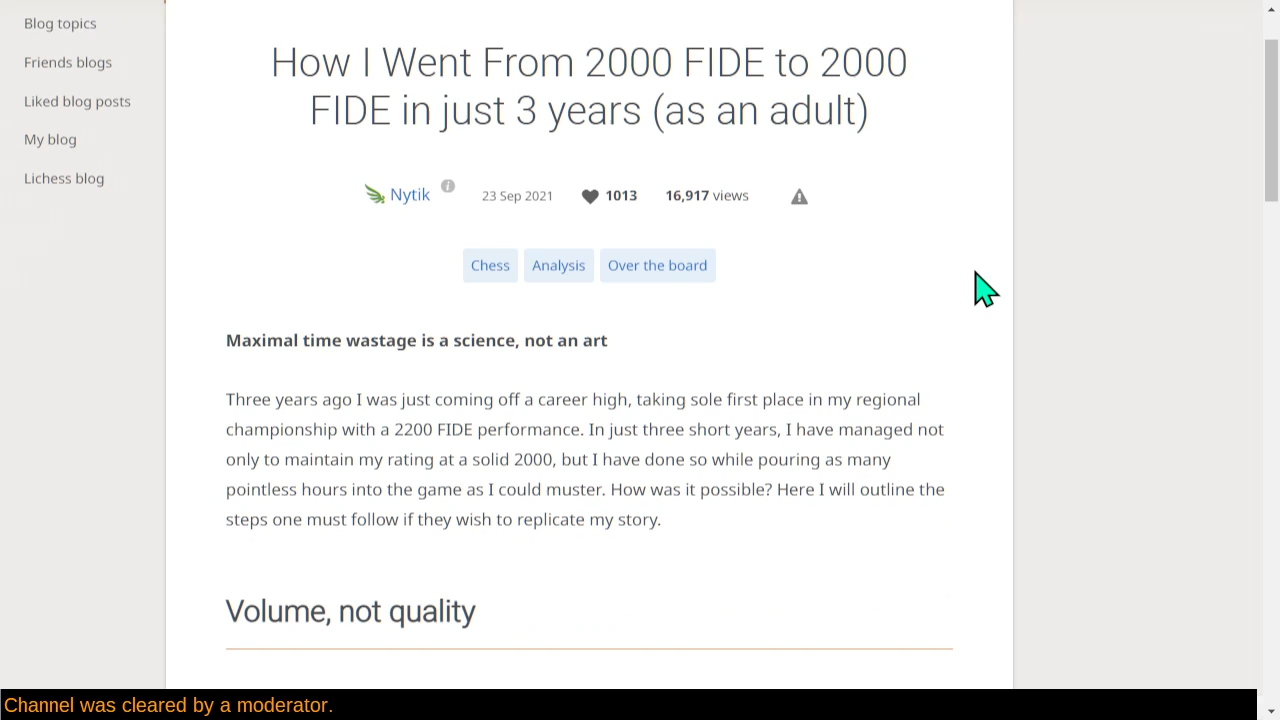 Blog topics
Friends blogs
Liked blog posts
My blog
Lichess blog
How I Went From 2000 FIDE to 2000
FIDE in just 3 years (as an adult)
Nytik
23 Sep 2021
1013
16,917 views
Chess
Analysis
Over the board
Maximal time wastage is a science, not an art
Three years ago I was just coming off a career high, taking sole first place in my regional
championship with a 2200 FIDE performance. In just three short years, I have managed not
only to maintain my rating at a solid 2000, but I have done so while pouring as many
pointless hours into the game as I could muster. How was it possible? Here I will outline the
steps one must follow if they wish to replicate my story.
Volume, not quality
Channel was cleared by a moderator.